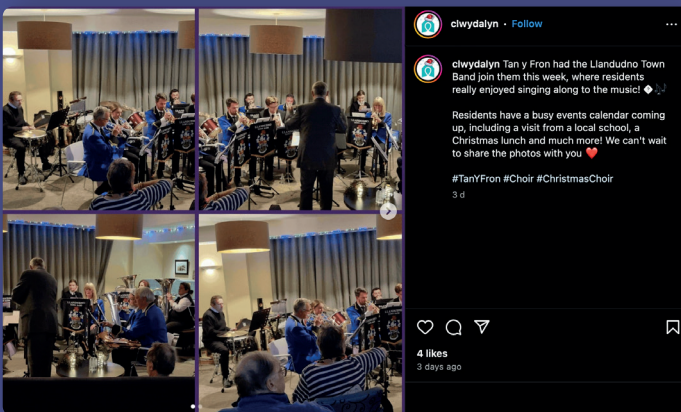 clwydalyn • Follow
clwydalyn Tan y Fron had the Llandudno Town
Band join them this week, where residents
really enjoyed singing along to the music!
Residents have a busy events calendar coming
up, including a visit from a local school, a
Christmas lunch and much more! We can't wait
to share the photos with you ❤️
#TanYFron #Choir #ChristmasChoir
3 d
4 likes
3 days ago